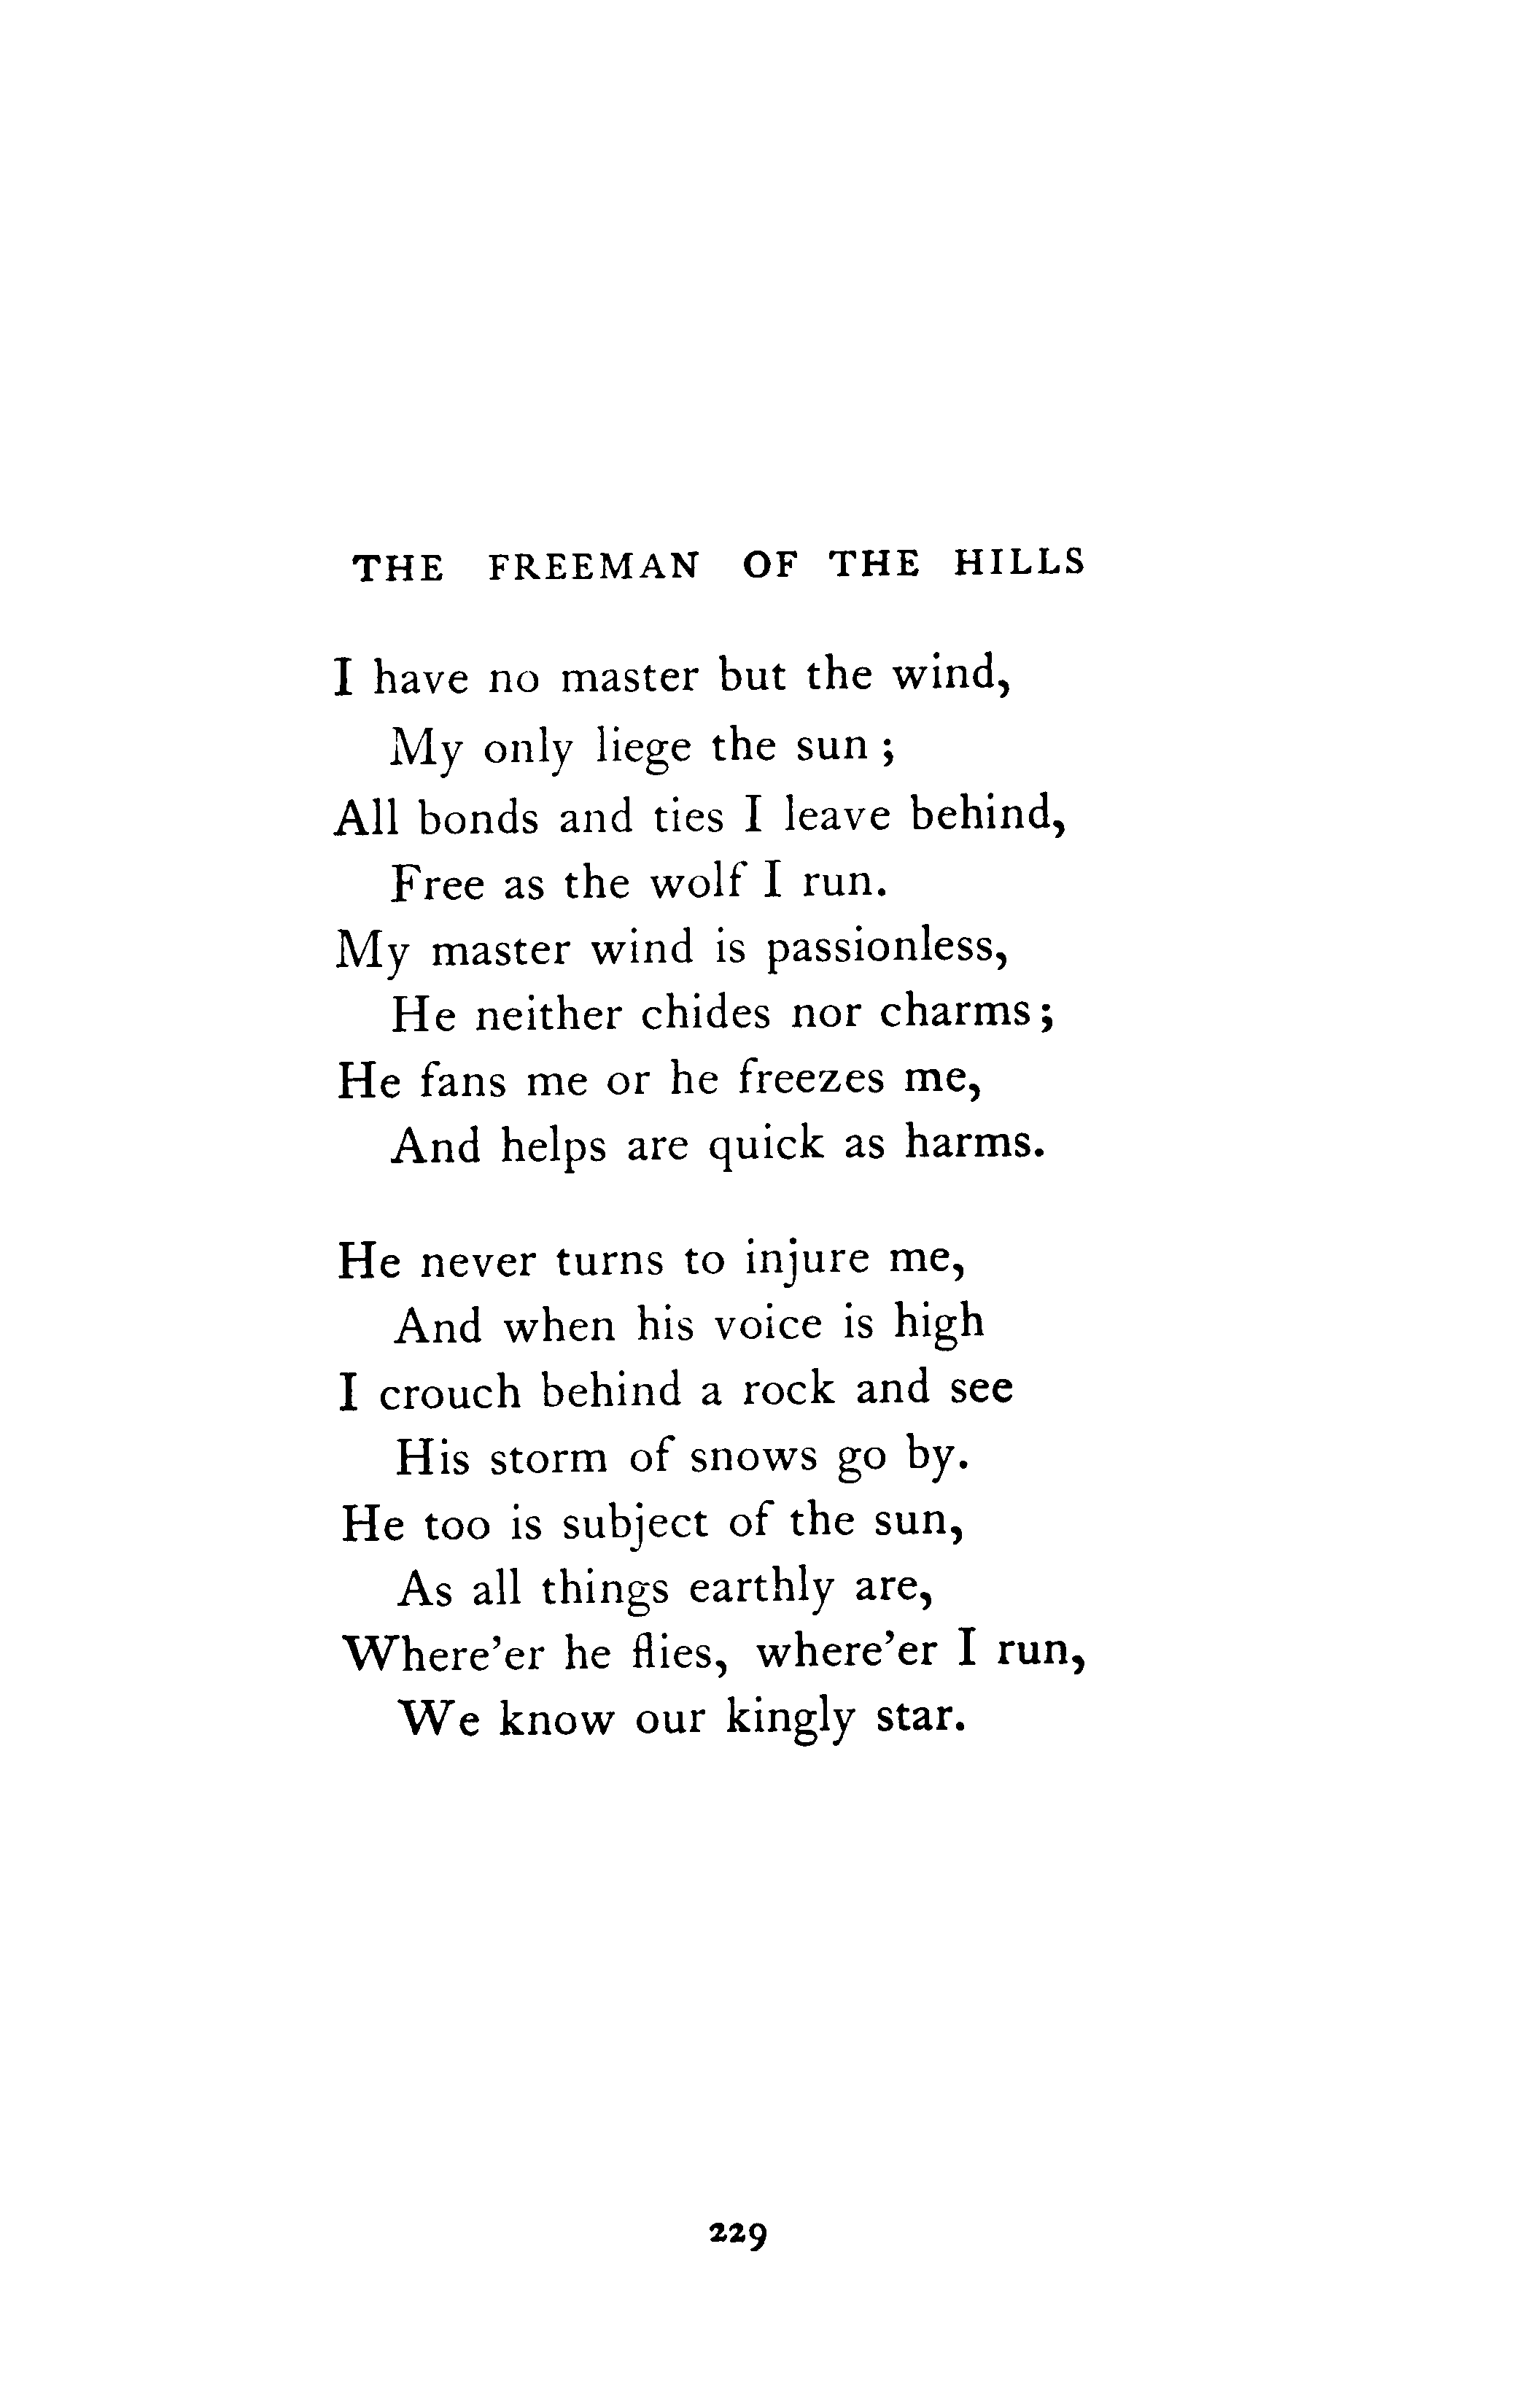 THE FREEMAN OF THE HILLS
I have no master but the wind,
My only liege the sun ;
All bonds and ties I leave behind,
Free as the wolf I run.
My master wind is passionless,
He neither chides nor charms ;
He fans me or he freezes me,
And helps are quick as harms.
He never turns to injure me,
And when his voice is high
I crouch behind a rock and see
His storm of snows go by.
He too is subject of the sun,
As all things earthly are,
Where’er he flies, where’er I run,
We know our kingly star.
229